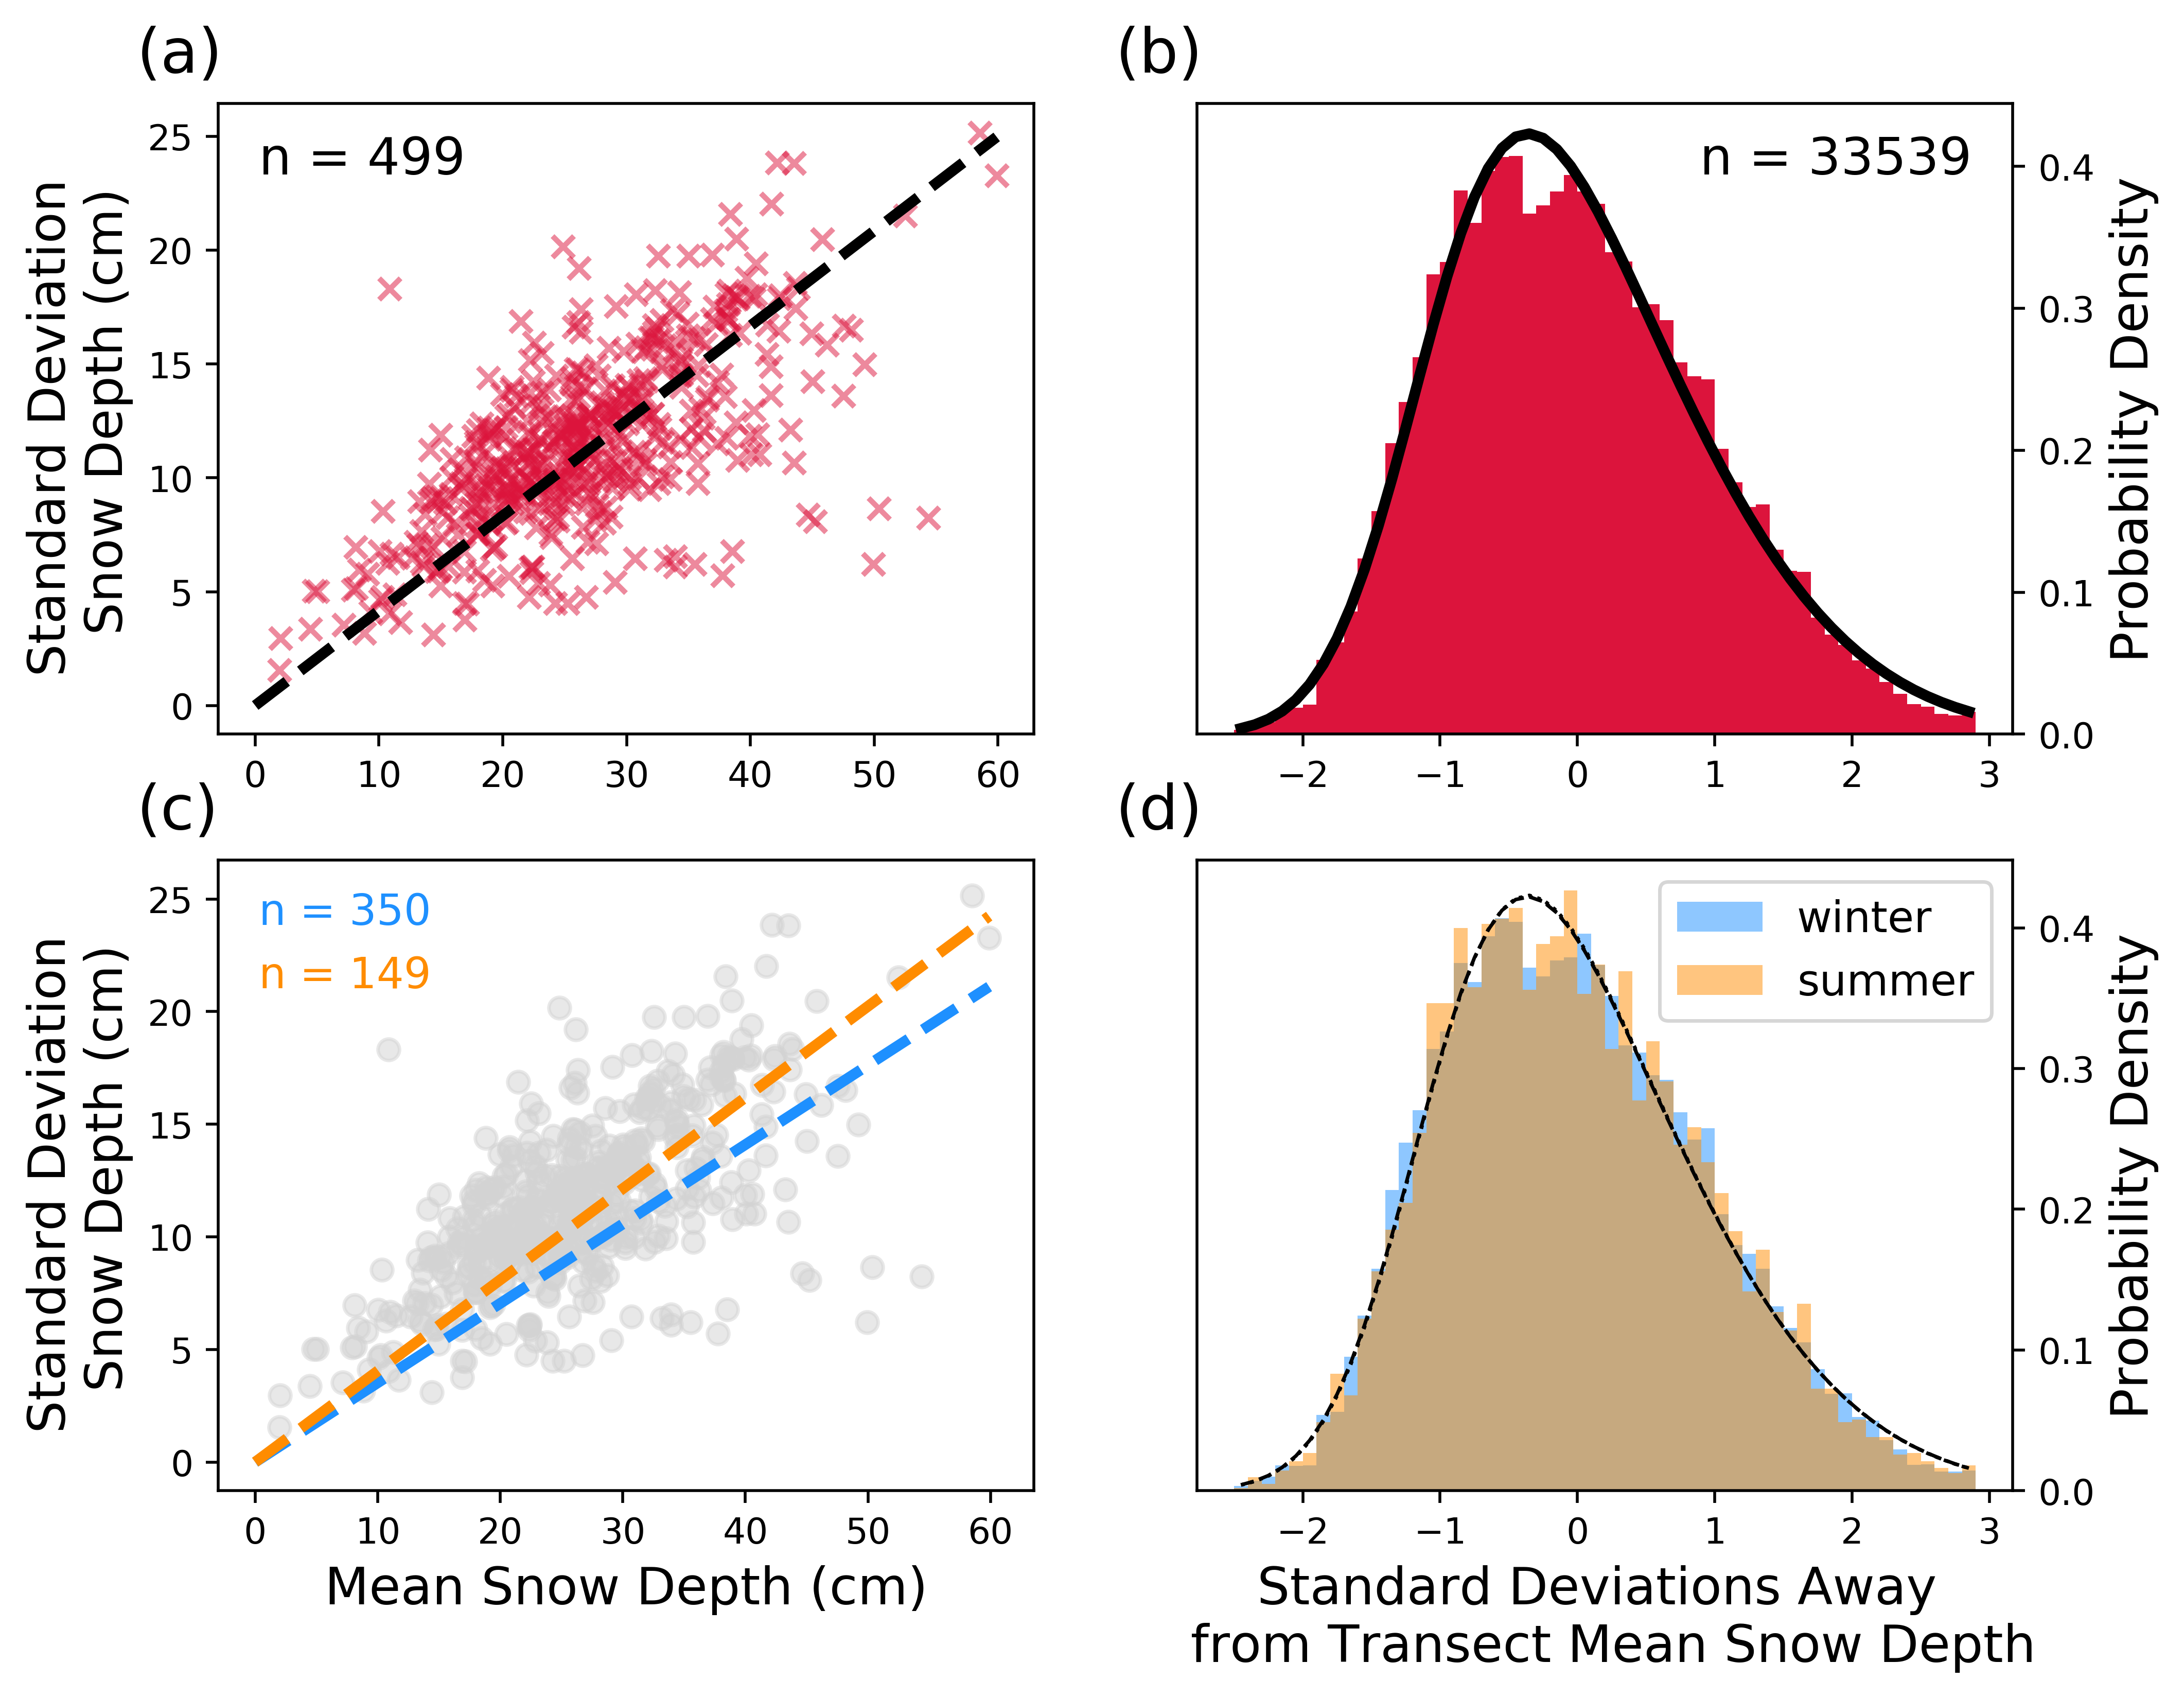 (a)
n = 499
Standard Deviation
Snow Depth (cm)
25
20
15
10
5
0
0 10 20 30 40 50 60
(b)
n = 33539
Probability Density
0.4
0.3
0.2
0.1
0.0
−2 −1 0 1 2 3
(c)
n = 350
n = 149
Standard Deviation
Snow Depth (cm)
25
20
15
10
5
0
0 10 20 30 40 50 60
Mean Snow Depth (cm)
(d)
winter
summer
Probability Density
0.4
0.3
0.2
0.1
0.0
−2 −1 0 1 2 3
Standard Deviations Away
from Transect Mean Snow Depth